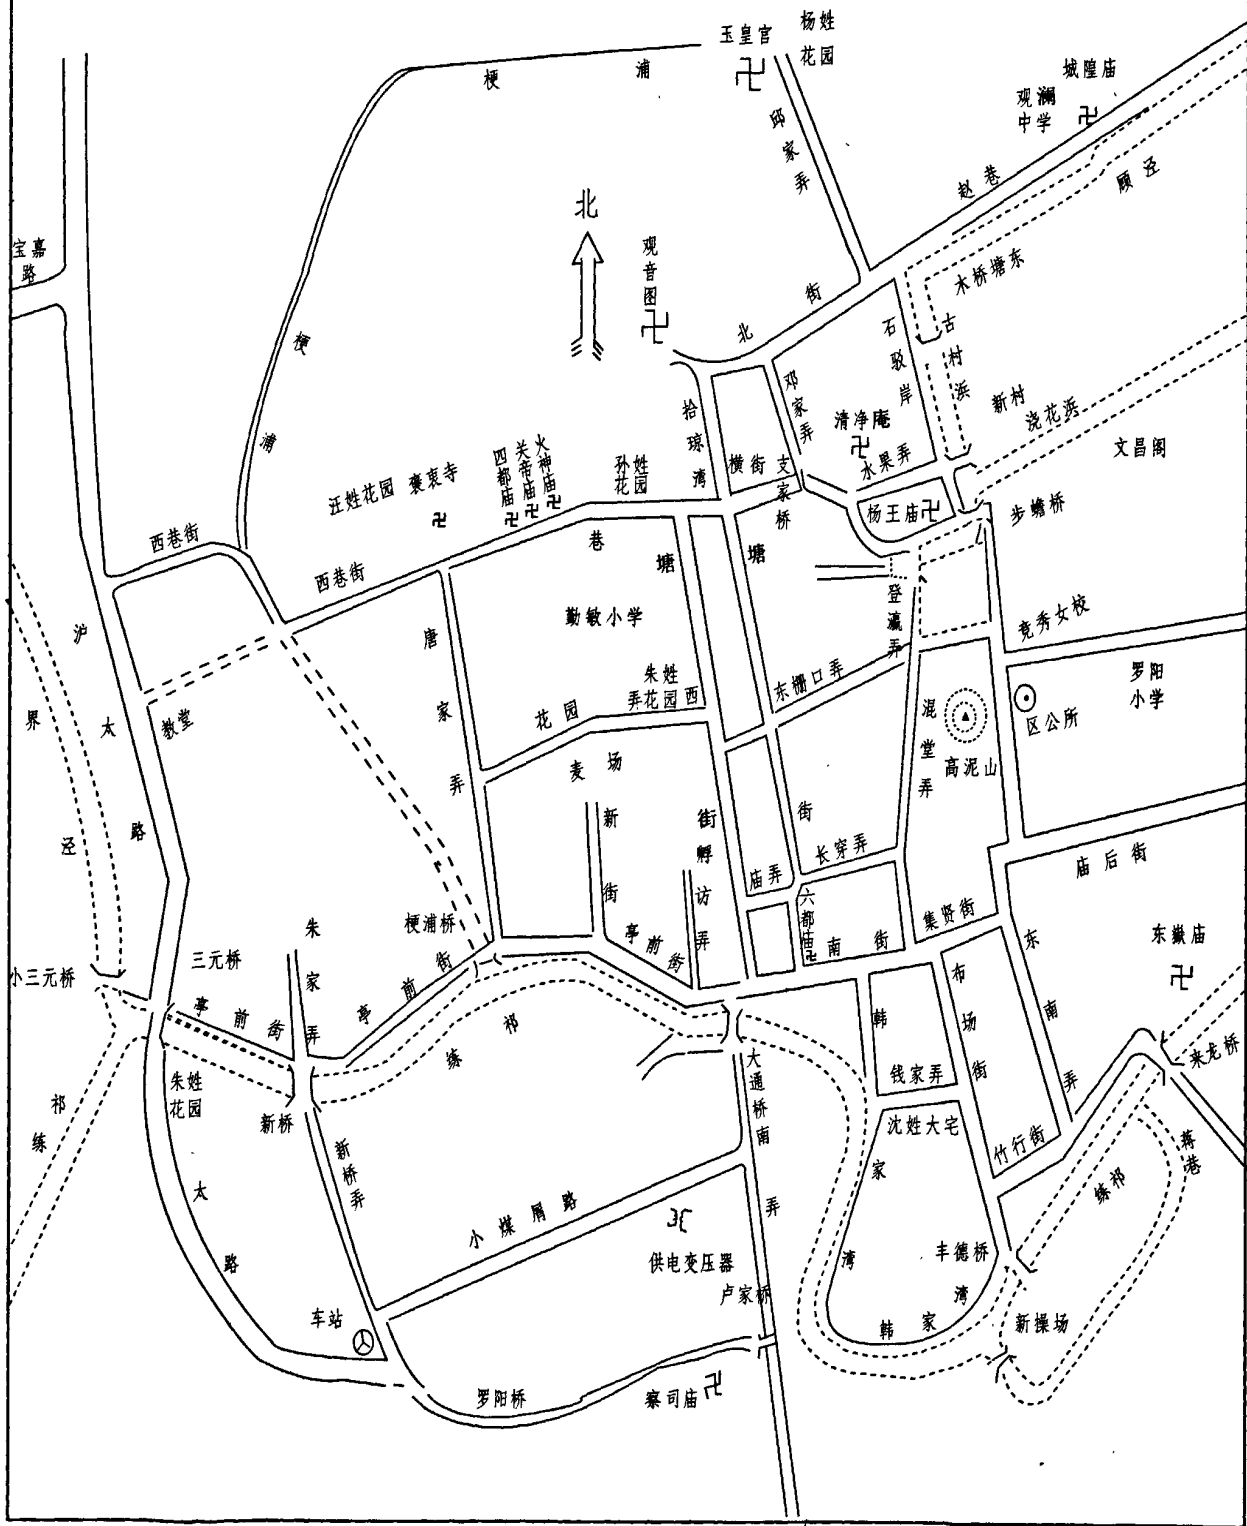 玉皇宫
杨姓
花园
梗浦
邱家弄
城隍庙
观澜
中学
赵巷
顾泾
宝嘉
路
北
观音图
北街
木桥塘东
石驳岸
古村浜
新村
浇花浜
文昌阁
梗浦
拾琼湾
邓家弄
清净庵
水果弄
横街
支家桥
杨王庙
步蟾桥
汪姓花园
襃衷寺
四都庙
关帝庙
火神庙
孙姓
花园
西巷街
西巷街
巷
塘
塘
登瀛弄
勤敏小学
竟秀女校
沪太路
界泾
教堂
唐家弄
朱姓
弄花园西
花园
东栅口弄
混堂弄
高泥山
区公所
罗阳
小学
麦场
新街
街
孵访弄
街
长穿弄
庙弄
六都庙
庙后街
集贤街
南街
东嶽庙
小三元桥
三元桥
朱家弄
梗浦桥
亭前街
亭前街
亭前街
练祁
布场街
东南弄
韩家湾
钱家弄
沈姓大宅
来龙桥
蒋巷
竹行街
练祁
朱姓
花园
新桥
新桥弄
大通桥南弄
练祁
太路
小煤屑路
供电变压器
卢家桥
丰德桥
韩家湾
新操场
车站
罗阳桥
察司庙